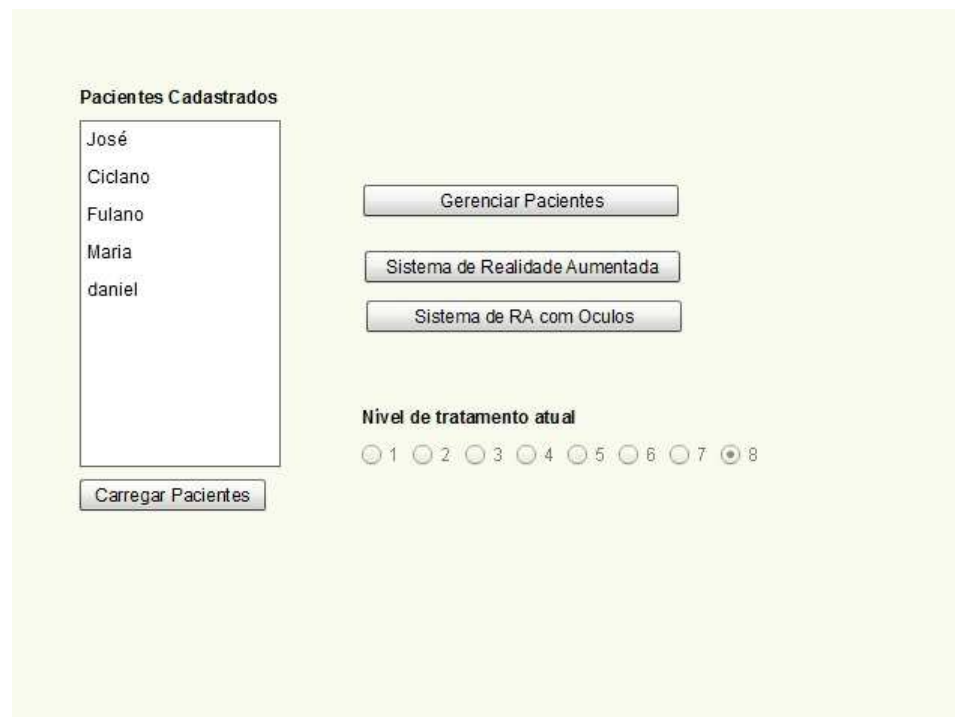 Pacientes Cadastrados
José
Ciclano
Fulano
Maria
daniel
Carregar Pacientes
Gerenciar Pacientes
Sistema de Realidade Aumentada
Sistema de RA com Oculos
Nivel de tratamento atual
1 2 3 4 5 6 7 8